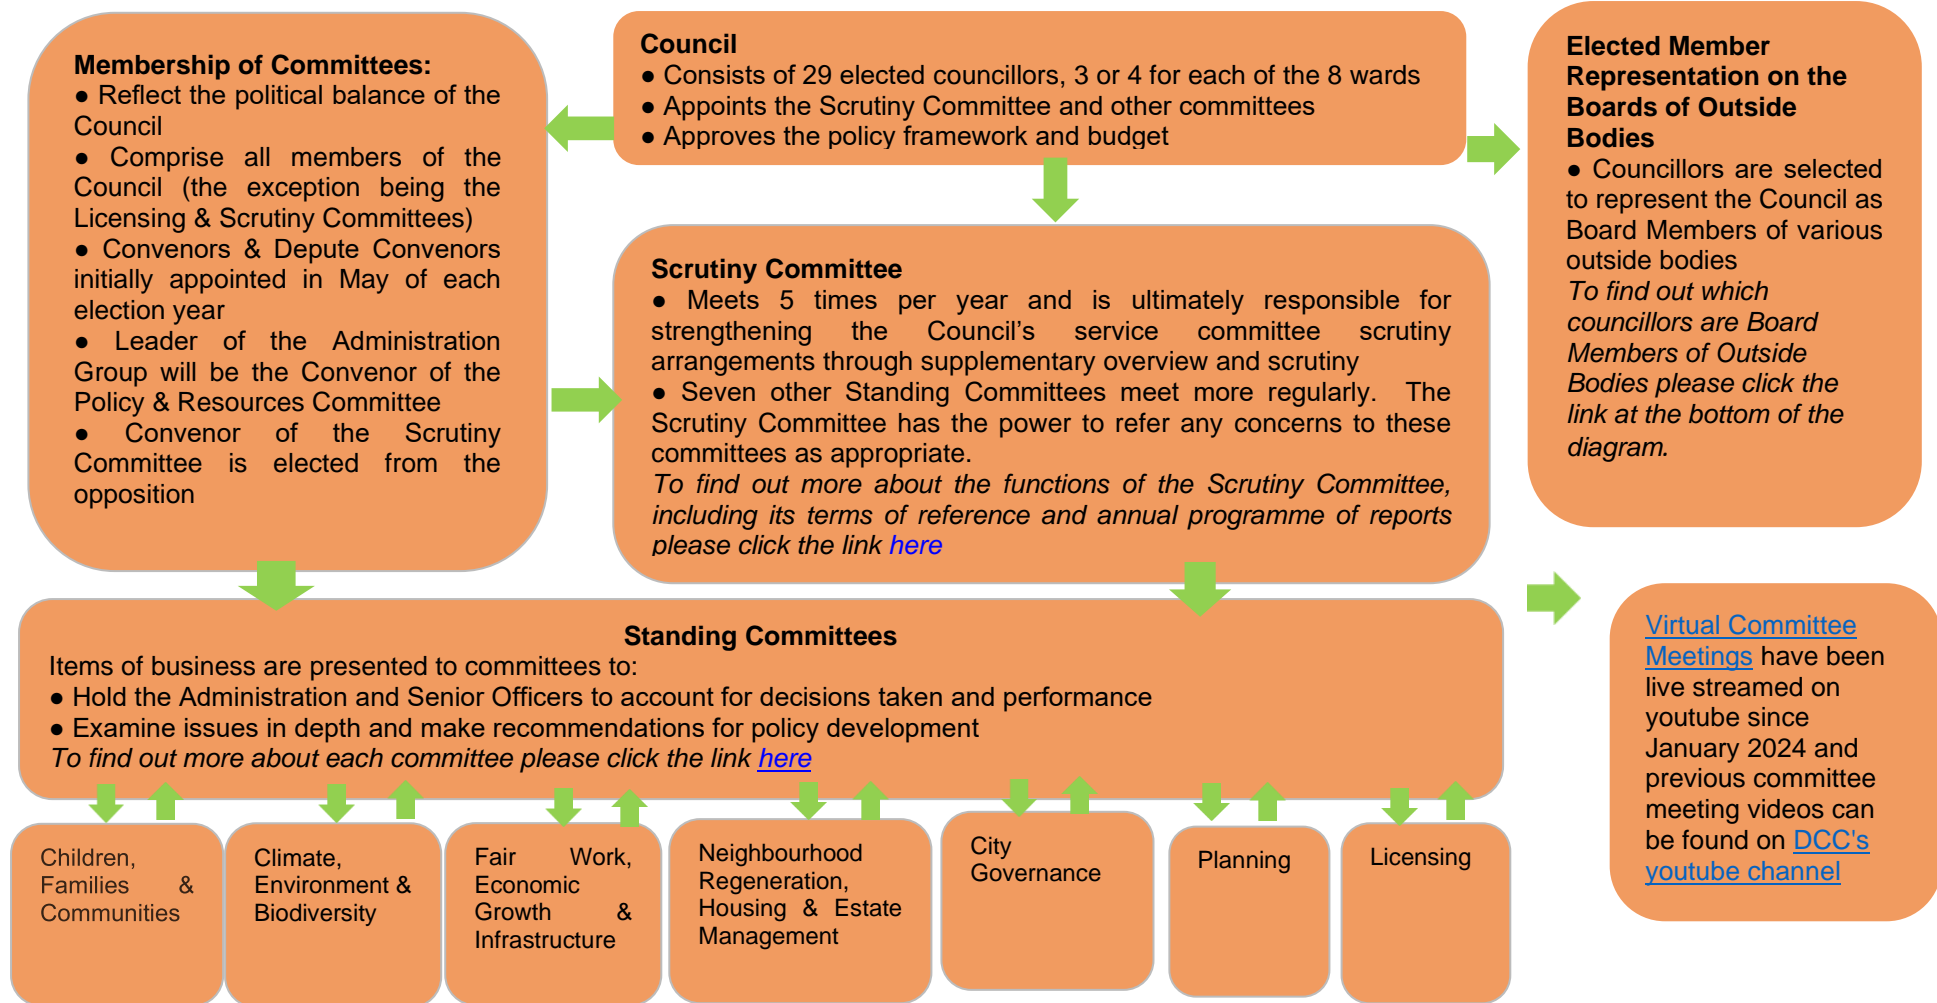 Membership of Committees:
● Reflect the political balance of the
Council
● Comprise all members of the
Council (the exception being the
Licensing & Scrutiny Committees)
● Convenors & Depute Convenors
initially appointed in May of each
election year
● Leader of the Administration
Group will be the Convenor of the
Policy & Resources Committee
● Convenor of the Scrutiny
Committee is elected from the
opposition
Council
● Consists of 29 elected councillors, 3 or 4 for each of the 8 wards
● Appoints the Scrutiny Committee and other committees
● Approves the policy framework and budget
Elected Member
Representation on the
Boards of Outside
Bodies
● Councillors are selected
to represent the Council as
Board Members of various
outside bodies
To find out which
councillors are Board
Members of Outside
Bodies please click the
link at the bottom of the
diagram.
Scrutiny Committee
● Meets 5 times per year and is ultimately responsible for
strengthening the Council’s service committee scrutiny
arrangements through supplementary overview and scrutiny
● Seven other Standing Committees meet more regularly. The
Scrutiny Committee has the power to refer any concerns to these
committees as appropriate.
To find out more about the functions of the Scrutiny Committee,
including its terms of reference and annual programme of reports
please click the link here
Standing Committees
Items of business are presented to committees to:
● Hold the Administration and Senior Officers to account for decisions taken and performance
● Examine issues in depth and make recommendations for policy development
To find out more about each committee please click the link here
Virtual Committee
Meetings have been
live streamed on
youtube since
January 2024 and
previous committee
meeting videos can
be found on DCC's
youtube channel
Children,
Families &
Communities
Climate,
Environment &
Biodiversity
Fair Work,
Economic
Growth &
Infrastructure
Neighbourhood
Regeneration,
Housing & Estate
Management
City
Governance
Planning
Licensing